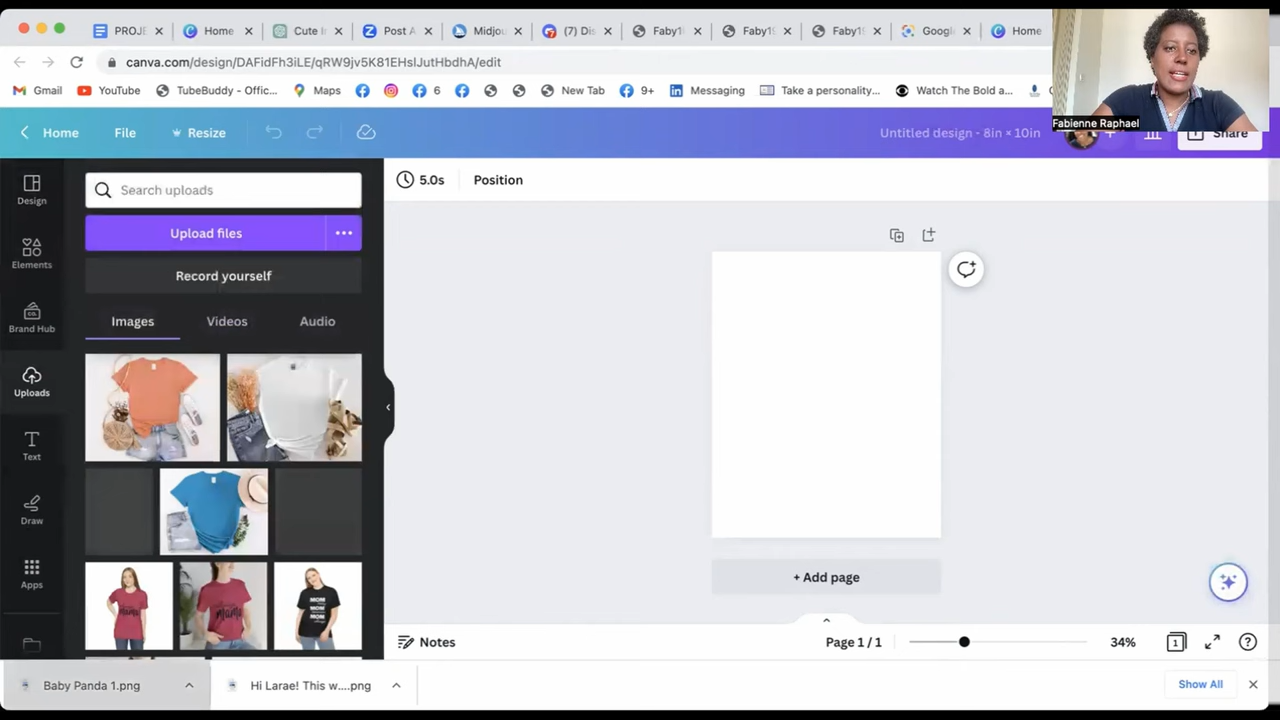 PROJE
Home
Cute I
Post A
Midjou
(7) Dis
Faby1
Faby19
Faby19
Googl
Home
canva.com/design/DAFidFh3iLE/qRW9jv5K81EHslJutHbdhA/edit
Gmail
YouTube
TubeBuddy - Offic...
Maps
6
New Tab
9+
Messaging
Take a personality...
Watch The Bold a...
Fabienne Raphael
Home
File
Resize
Untitled design - 8in × 10in
Share
Design
Elements
Brand Hub
Uploads
Text
Draw
Apps
Search uploads
Upload files
Record yourself
Images
Videos
Audio
5.0s
Position
+ Add page
Notes
Page 1 / 1
34%
1
Baby Panda 1.png
Hi Larae! This w....png
Show All